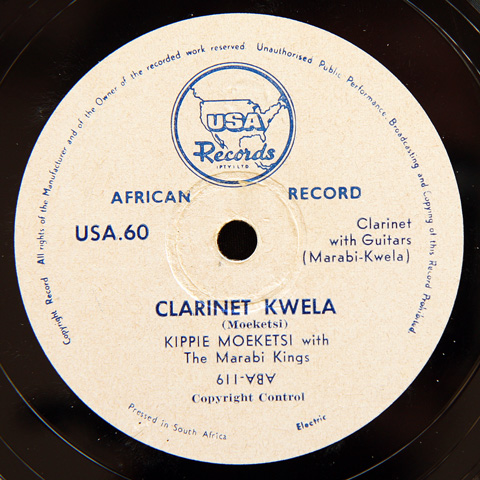 Copyright Record All rights of the Manufacturer and of the Owner of the recorded work reserved Unauthorised Public Performance, Broadcasting and Copying of this Record Prohibited.
USA
Records
(PTY) LTD
AFRICAN RECORD
USA.60
Clarinet
with Guitars
(Marabi-Kwela)
CLARINET KWELA
(Moeketsi)
KIPPIE MOEKETSI with
The Marabi Kings
ABA-119
Copyright Control
Pressed in South Africa
Electric